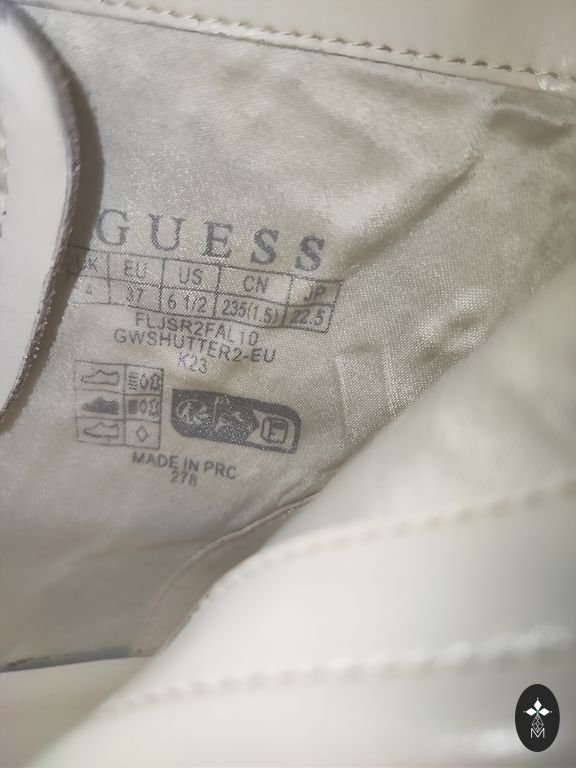 GUESS
UK EU US CN JP
4 37 6 1/2 235(1.5) 22.5
FLJSR2FAL10
GWSHUTTER2-EU
K23
MADE IN PRC
278
M